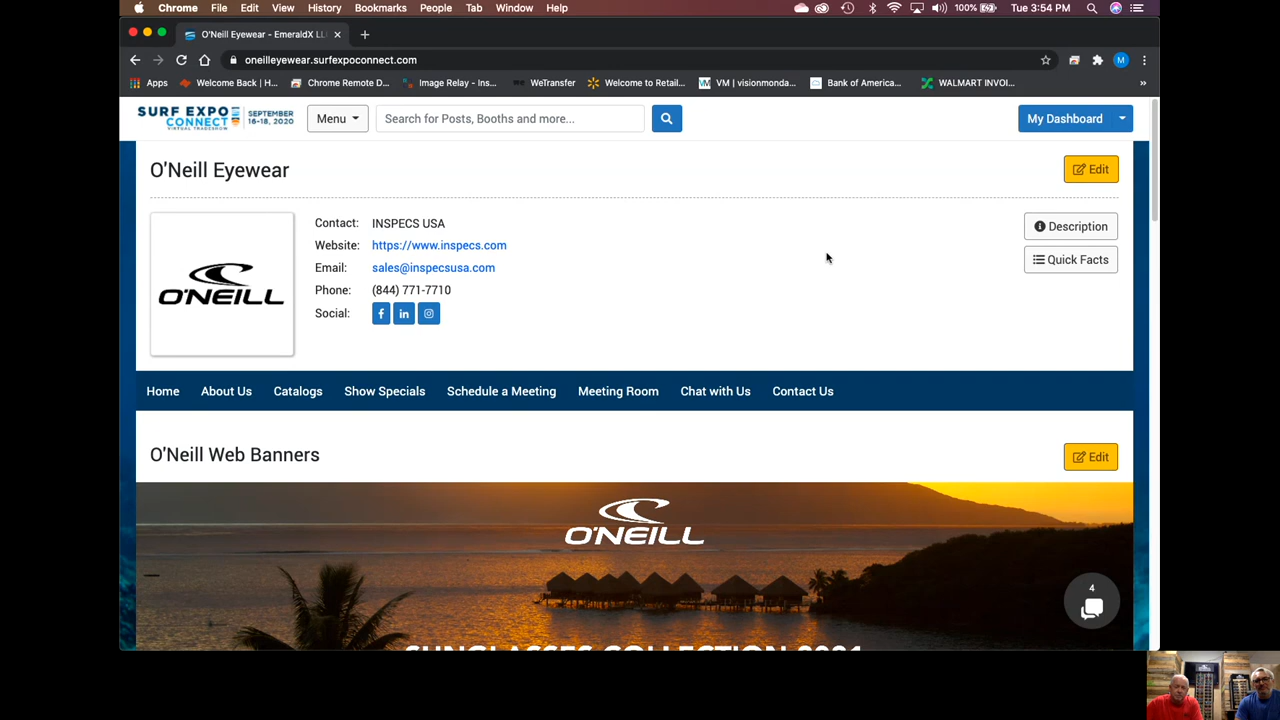 Chrome File Edit View History Bookmarks People Tab Window Help 100% Tue 3:54 PM
O'Neill Eyewear - EmeraldX LL
oneilleyewear.surfexpoconnect.com M
Apps Welcome Back | H... Chrome Remote D... Image Relay - Ins... WeTransfer Welcome to Retail... VM | visionmonda... Bank of America... WALMART INVOI... »
SURF EXPO CONNECT VIRTUAL TRADESHOW SEPTEMBER 16-18, 2020 Menu Search for Posts, Booths and more... My Dashboard
O'Neill Eyewear Edit
Contact: INSPECS USA Description
Website: https://www.inspecs.com
Email: sales@inspecsusa.com Quick Facts
Phone: (844) 771-7710
Social: f in
O'NEILL
Home About Us Catalogs Show Specials Schedule a Meeting Meeting Room Chat with Us Contact Us
O'Neill Web Banners Edit
O'NEILL
4
SUNGLASSES COLLECTION 2021